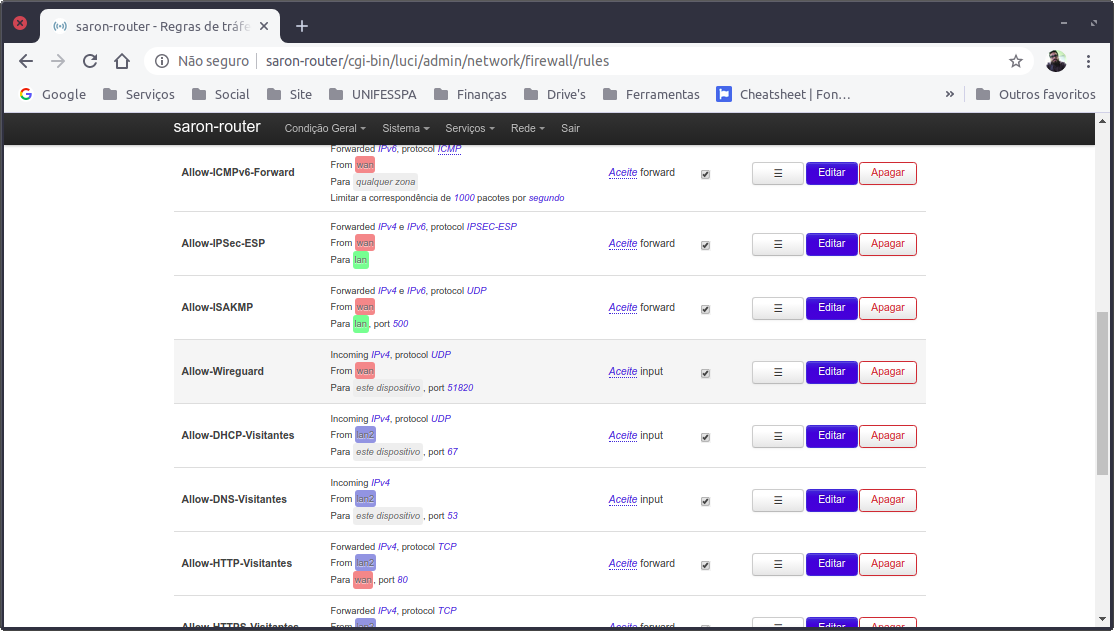 saron-router - Regras de tráfe
Não seguro
saron-router/cgi-bin/luci/admin/network/firewall/rules
Google Serviços Social Site UNIFESSPA Finanças Drive's Ferramentas Cheatsheet | Fon… » Outros favoritos
saron-router Condição Geral Sistema Serviços Rede Sair
Forwarded IPv6, protocol ICMP
Allow-ICMPv6-Forward
From wan
Para qualquer zona
Limitar a correspondência de 1000 pacotes por segundo
Aceite forward
Editar
Apagar
Allow-IPSec-ESP
Forwarded IPv4 e IPv6, protocol IPSEC-ESP
From wan
Para lan
Aceite forward
Editar
Apagar
Allow-ISAKMP
Forwarded IPv4 e IPv6, protocol UDP
From wan
Para lan, port 500
Aceite forward
Editar
Apagar
Allow-Wireguard
Incoming IPv4, protocol UDP
From wan
Para este dispositivo, port 51820
Aceite input
Editar
Apagar
Allow-DHCP-Visitantes
Incoming IPv4, protocol UDP
From lan2
Para este dispositivo, port 67
Aceite input
Editar
Apagar
Allow-DNS-Visitantes
Incoming IPv4
From lan2
Para este dispositivo, port 53
Aceite input
Editar
Apagar
Allow-HTTP-Visitantes
Forwarded IPv4, protocol TCP
From lan2
Para wan, port 80
Aceite forward
Editar
Apagar
Forwarded IPv4, protocol TCP
Allow-HTTPS-Visitantes
From lan2
Aceite forward
Editar
Apagar